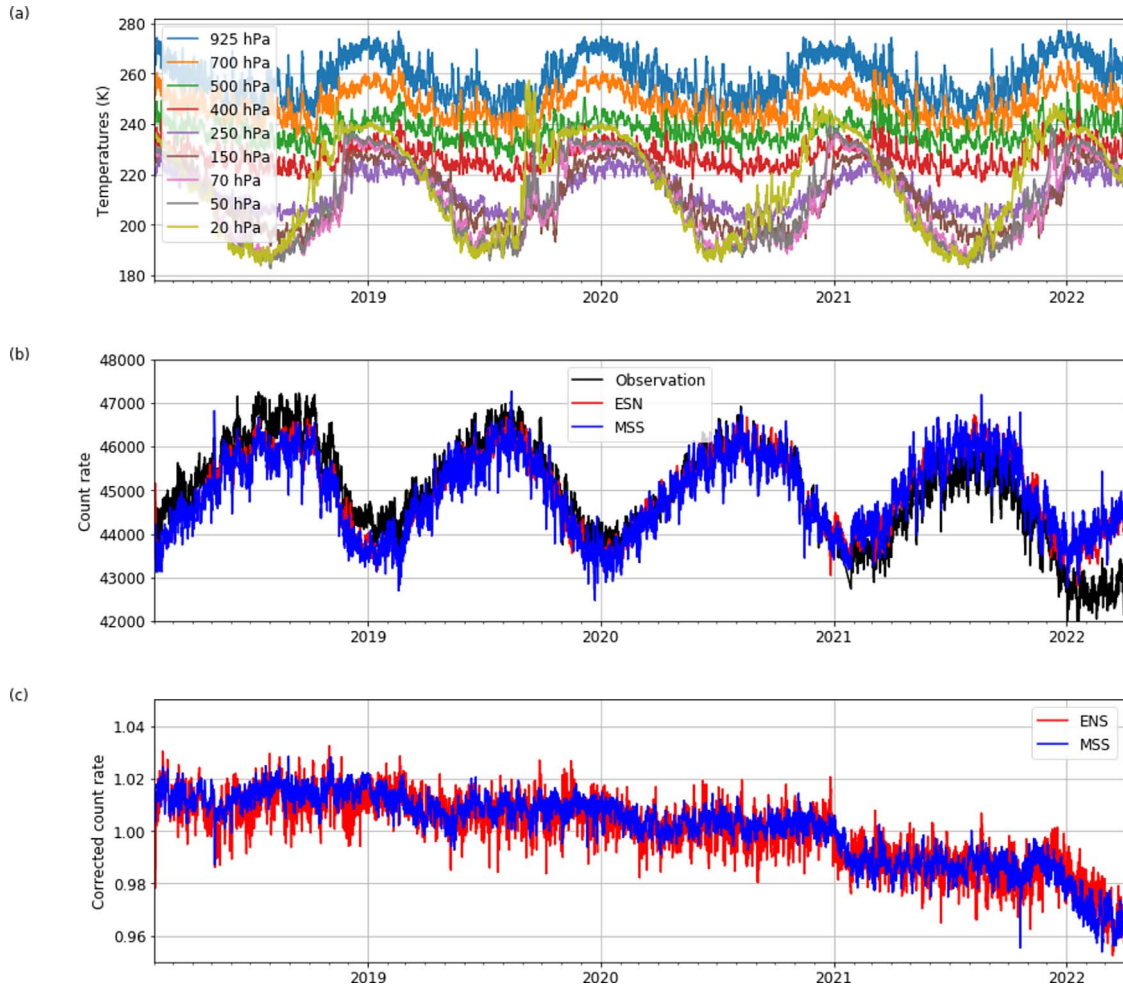 (a)
280
260
240
220
200
180
Temperatures (K)
925 hPa
700 hPa
500 hPa
400 hPa
250 hPa
150 hPa
70 hPa
50 hPa
20 hPa
2019 2020 2021 2022
(b)
48000
47000
46000
45000
44000
43000
42000
Count rate
Observation
ESN
MSS
2019 2020 2021 2022
(c)
1.04
1.02
1.00
0.98
0.96
Corrected count rate
ENS
MSS
2019 2020 2021 2022